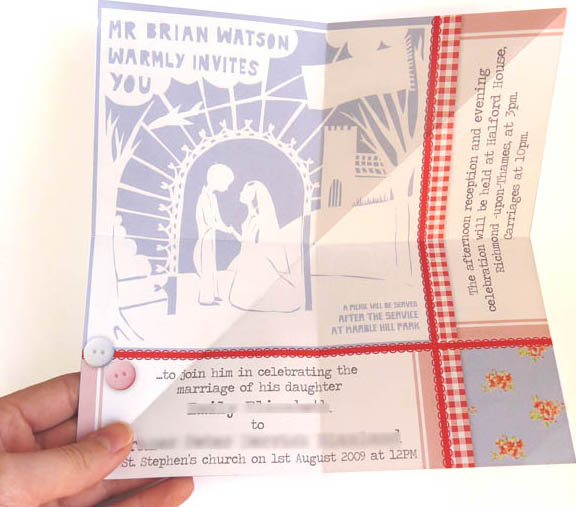 MR BRIAN WATSON
WARMLY INVITES
YOU
A PICNIC WILL BE SERVED
AFTER THE SERVICE
AT MARBLE HILL PARK
...to join him in celebrating the
marriage of his daughter
to
St. Stephen's church on 1st August 2009 at 12PM
The afternoon reception and evening
celebration will be held at Halford House,
Richmond -upon-Thames, at 3pm.
Carriages at 10pm.